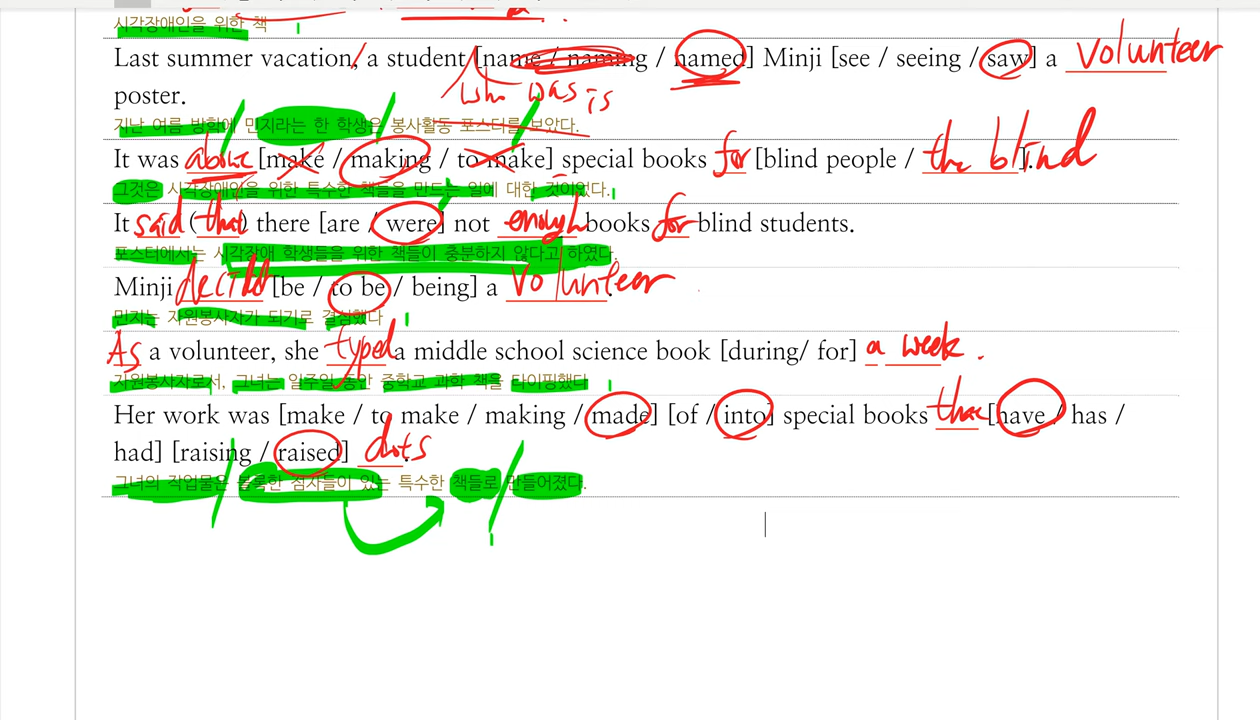 시각장애인을 위한 책
Last summer vacation, a student [name / naming / named] Minji [see / seeing / saw] a volunteer
who was is
poster.
지난 여름 방학에 민지라는 한 학생은 봉사활동 포스터를 보았다.
It was about [make / making / to make] special books for [blind people / the blind].
그것은 시각장애인을 위한 특수한 책들을 만드는 일에 대한 것이었다.
It said (that) there [are / were] not enough books for blind students.
포스터에서는 시각장애 학생들을 위한 책들이 충분하지 않다고 하였다.
Minji decided [be / to be / being] a volunteer.
민지는 자원봉사자가 되기로 결심했다
As a volunteer, she typed a middle school science book [during/ for] a week.
자원봉사자로서, 그녀는 일주일 동안 중학교 과학 책을 타이핑했다
Her work was [make / to make / making / made] [of / into] special books that [have / has /
had] [raising / raised] dots.
그녀의 작업물은 볼록한 점자들이 있는 특수한 책들로 만들어졌다.